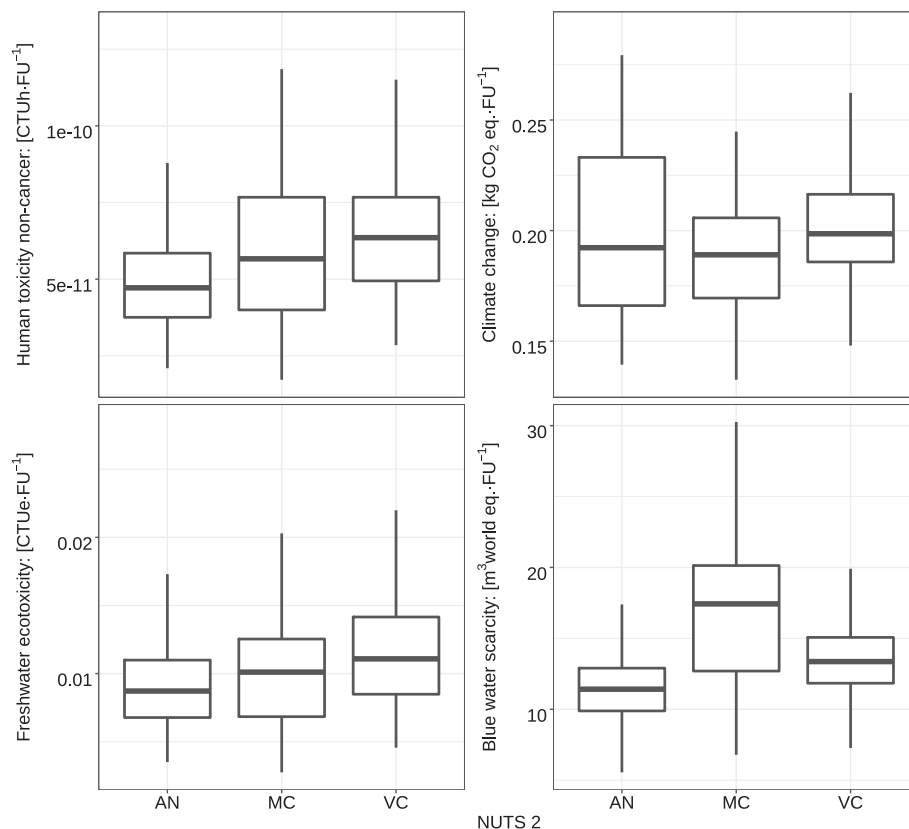 Human toxicity non-cancer: [CTUh·FU⁻¹]
1e-10
5e-11
Climate change: [kg CO₂ eq.·FU⁻¹]
0.25
0.20
0.15
Freshwater ecotoxicity: [CTUe·FU⁻¹]
0.02
0.01
Blue water scarcity: [m³world eq.·FU⁻¹]
30
20
10
AN MC VC
AN MC VC
NUTS 2